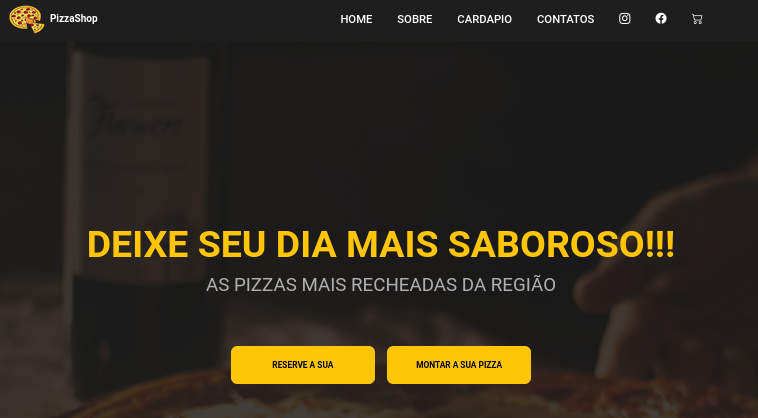 PizzaShop
HOME SOBRE CARDAPIO CONTATOS
DEIXE SEU DIA MAIS SABOROSO!!!
AS PIZZAS MAIS RECHEADAS DA REGIÃO
RESERVE A SUA
MONTAR A SUA PIZZA